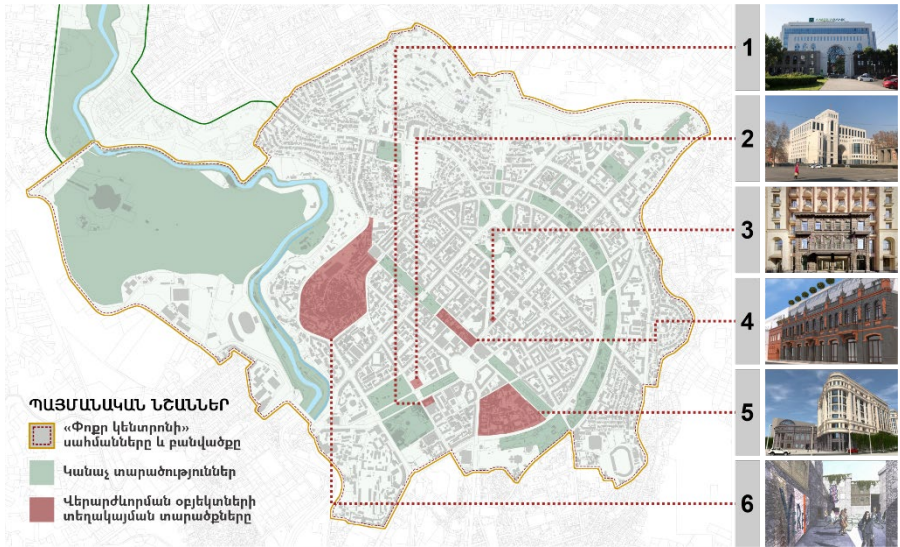 1
2
3
4
5
6
ՊԱՅՄԱՆԱԿԱՆ ՆՇԱՆՆԵՐ
«Փոքր կենտրոնի»
սահմանները և բանվածքը
Կանաչ տարածություններ
Վերարժևորման օբյեկտների
տեղակայման տարածքները